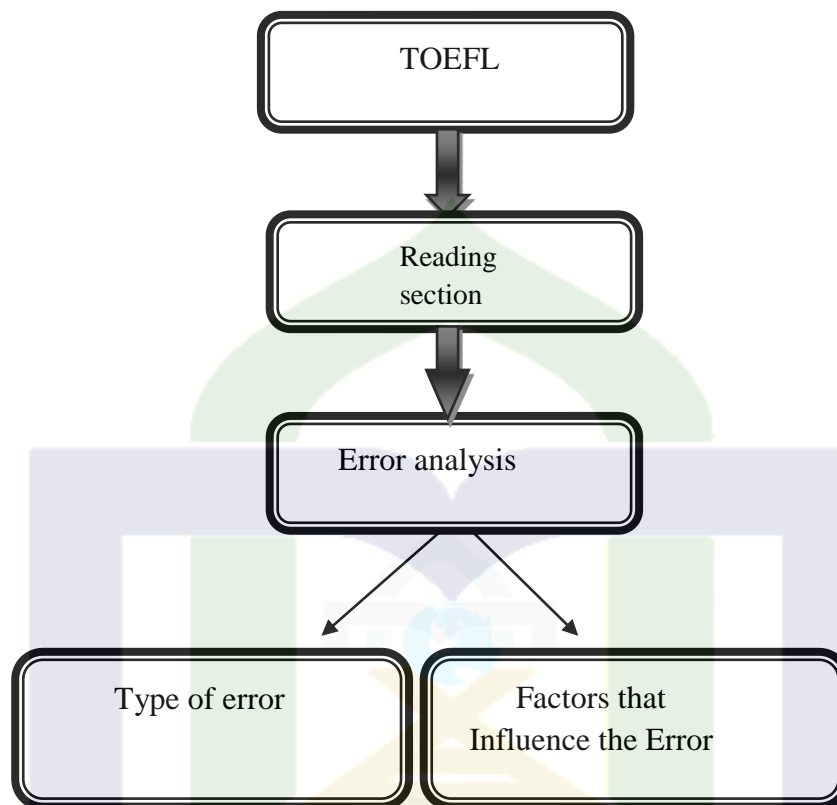 TOEFL
Reading
section
Error analysis
Type of error
Factors that
Influence the Error